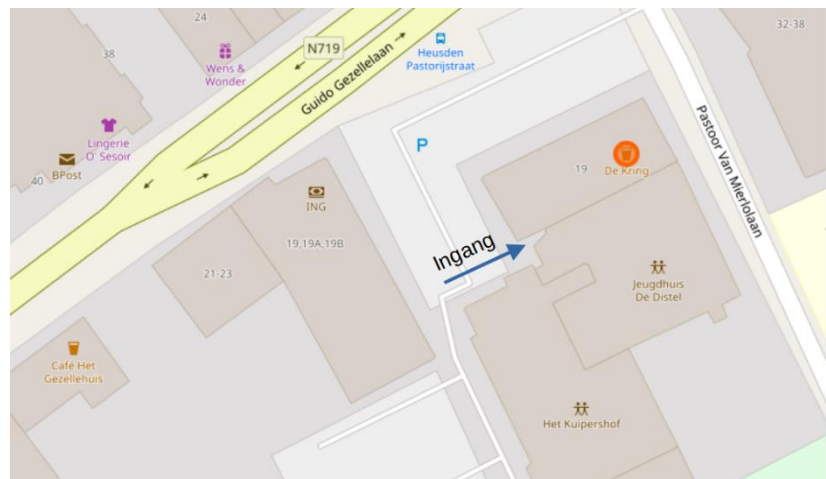 24
32-38
38
N719
Wens &
Wonder
Heusden
Pastorijstraat
Guido Gezellelaan
Lingerie
O' Sesoir
BPost
40
P
Pastoor Van Mierlolaan
19
De Kring
ING
19,19A,19B
21-23
Ingang
Jeugdhuis
De Distel
Café Het
Gezellehuis
Het Kuipershof